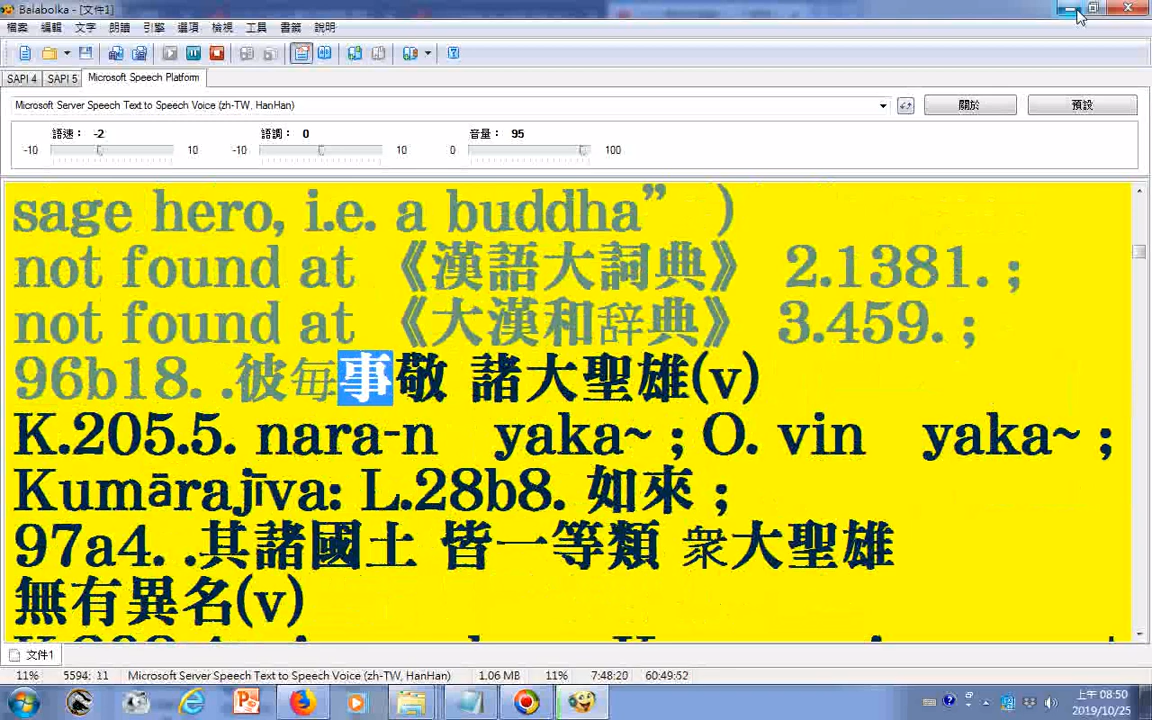 Balabolka - [文件1]
檔案 編輯 文字 朗讀 引擎 選項 檢視 工具 書籤 說明
SAPI 4 SAPI 5 Microsoft Speech Platform
Microsoft Server Speech Text to Speech Voice (zh-TW, HanHan) 關於 預設
語速： -2 語調： 0 音量： 95
-10 10 -10 10 0 100
sage hero, i.e. a buddha” )
not found at 《漢語大詞典》 2.1381. ;
not found at 《大漢和辞典》 3.459. ;
96b18. .彼每事敬 諸大聖雄(v)
K.205.5. nara-n yaka~ ; O. vin yaka~ ;
Kumārajīva: L.28b8. 如來 ;
97a4. .其諸國土 皆一等類 衆大聖雄
無有異名(v)
文件1
11% 5594: 11 Microsoft Server Speech Text to Speech Voice (zh-TW, HanHan) 1.06 MB 11% 7:48:20 60:49:52
上午 08:50
2019/10/25